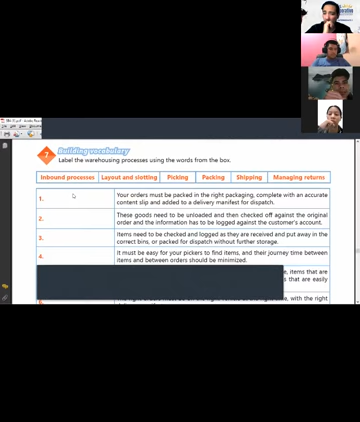 7 Building vocabulary
Label the warehousing processes using the words from the box.
Inbound processes Layout and slotting Picking Packing Shipping Managing returns
1. Your orders must be packed in the right packaging, complete with an accurate
content slip and added to a delivery manifest for dispatch.
2. These goods need to be unloaded and then checked off against the original
order and the information has to be logged against the customer's account.
3. Items need to be checked and logged as they are received and put away in the
correct bins, or packed for dispatch without further storage.
4. It must be easy for your pickers to find items, and their journey time between
items and between orders should be minimized.
items that are
s that are easily
with the right